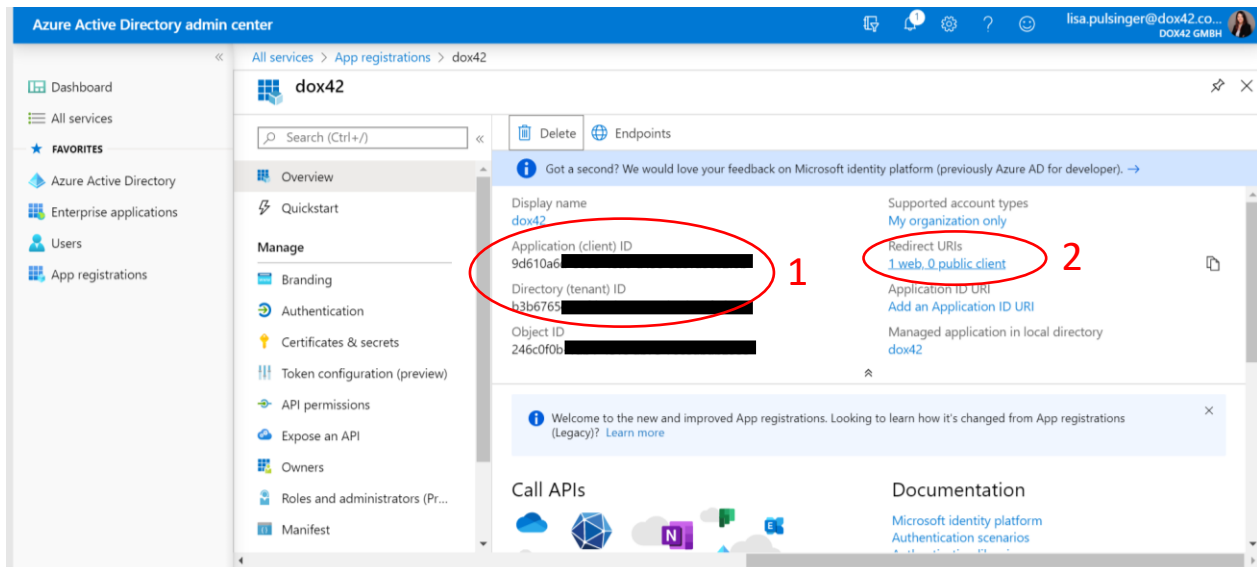 Azure Active Directory admin center
1
lisa.pulsinger@dox42.co...
DOX42 GMBH
All services > App registrations > dox42
Dashboard
All services
FAVORITES
Azure Active Directory
Enterprise applications
Users
App registrations
dox42
Search (Ctrl+/)
Overview
Quickstart
Manage
Branding
Authentication
Certificates & secrets
Token configuration (preview)
API permissions
Expose an API
Owners
Roles and administrators (Pr...
Manifest
Delete
Endpoints
Got a second? We would love your feedback on Microsoft identity platform (previously Azure AD for developer). →
Display name
dox42
Application (client) ID
9d610a6
Directory (tenant) ID
b3b6765
Object ID
246c0f0b
1
Supported account types
My organization only
Redirect URIs
1 web, 0 public client
2
Application ID URI
Add an Application ID URI
Managed application in local directory
dox42
Welcome to the new and improved App registrations. Looking to learn how it's changed from App registrations
(Legacy)? Learn more
Call APIs
N
E
Documentation
Microsoft identity platform
Authentication scenarios